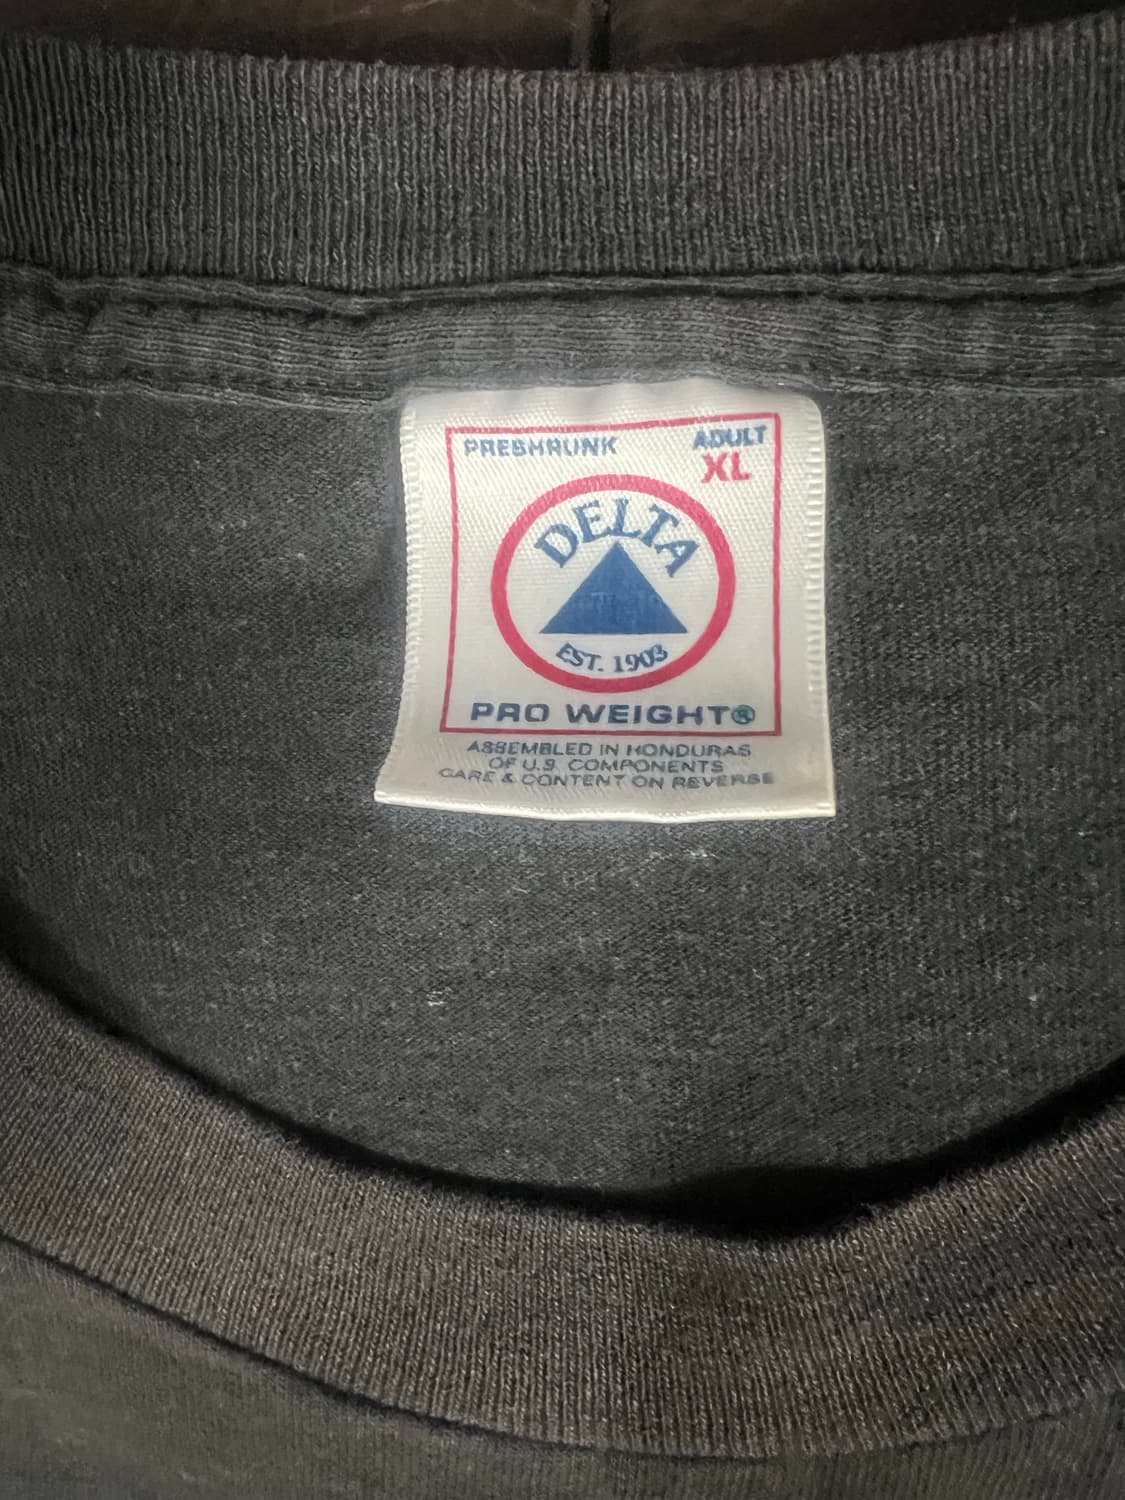 PRESHRUNK
ADULT
XL
DELTA
EST. 1903
PRO WEIGHT®
ASSEMBLED IN HONDURAS
OF U.S. COMPONENTS
CARE & CONTENT ON REVERSE